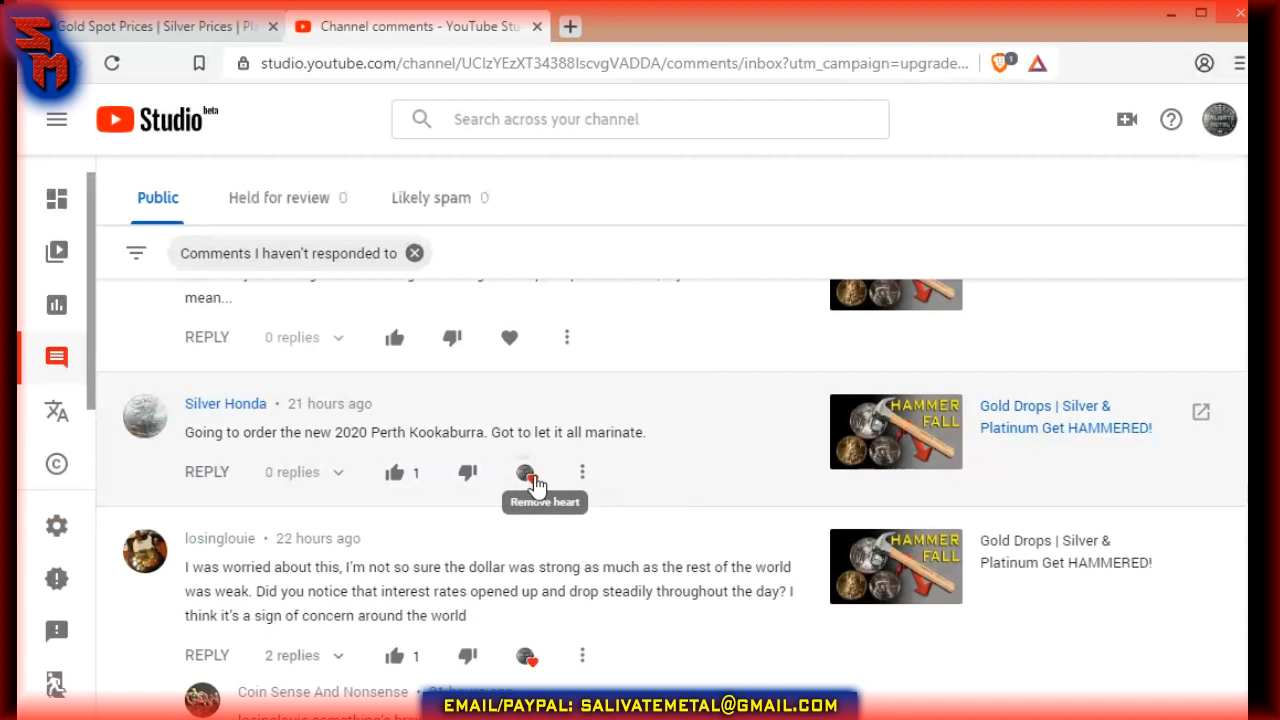 Gold Spot Prices | Silver Prices | Pl
Channel comments - YouTube Stu
SM
studio.youtube.com/channel/UCIzYEzXT34388IscvgVADDA/comments/inbox?utm_campaign=upgrade...
1
Studio beta
Search across your channel
SALIVATE METAL
Public
Held for review 0
Likely spam 0
Comments I haven't responded to
mean...
REPLY
0 replies
Silver Honda • 21 hours ago
Going to order the new 2020 Perth Kookaburra. Got to let it all marinate.
REPLY
0 replies
1
Remove heart
HAMMER
FALL
Gold Drops | Silver &
Platinum Get HAMMERED!
losinglouie • 22 hours ago
I was worried about this, I'm not so sure the dollar was strong as much as the rest of the world
was weak. Did you notice that interest rates opened up and drop steadily throughout the day? I
think it's a sign of concern around the world
REPLY
2 replies
1
HAMMER
FALL
Gold Drops | Silver &
Platinum Get HAMMERED!
Coin Sense And Nonsense • 21 hours ago
EMAIL/PAYPAL: SALIVATEMETAL@GMAIL.COM